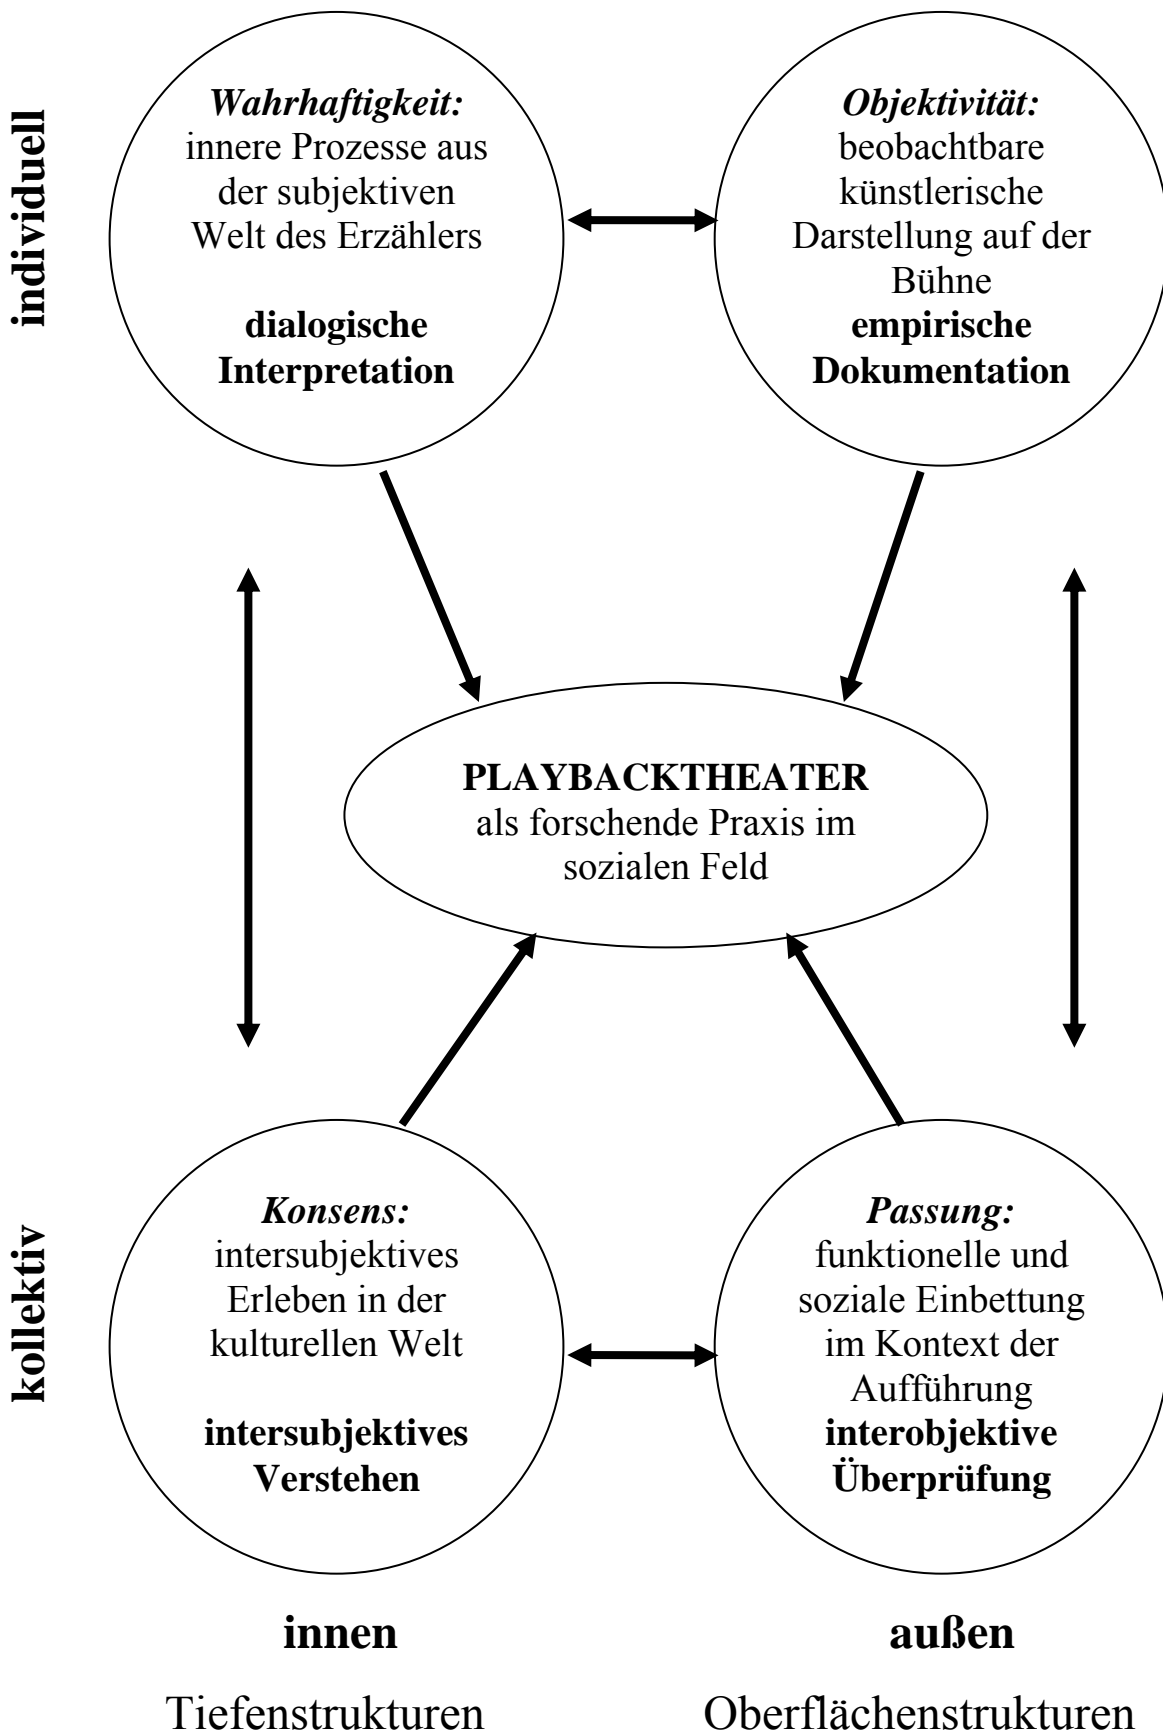 individuell
Wahrhaftigkeit:
innere Prozesse aus
der subjektiven
Welt des Erzählers
dialogische
Interpretation
Objektivität:
beobachtbare
künstlerische
Darstellung auf der
Bühne
empirische
Dokumentation
PLAYBACKTHEATER
als forschende Praxis im
sozialen Feld
kollektiv
Konsens:
intersubjektives
Erleben in der
kulturellen Welt
intersubjektives
Verstehen
Passung:
funktionelle und
soziale Einbettung
im Kontext der
Aufführung
interobjektive
Überprüfung
innen
außen
Tiefenstrukturen
Oberflächenstrukturen